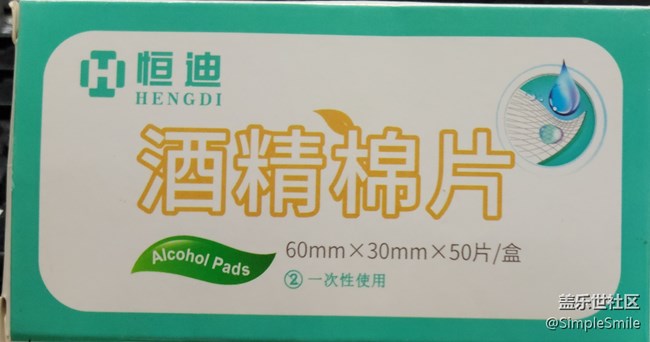 恒迪
HENGDI
酒精棉片
Alcohol Pads
60mm×30mm×50片/盒
② 一次性使用
盖乐世社区
@SimpleSmile